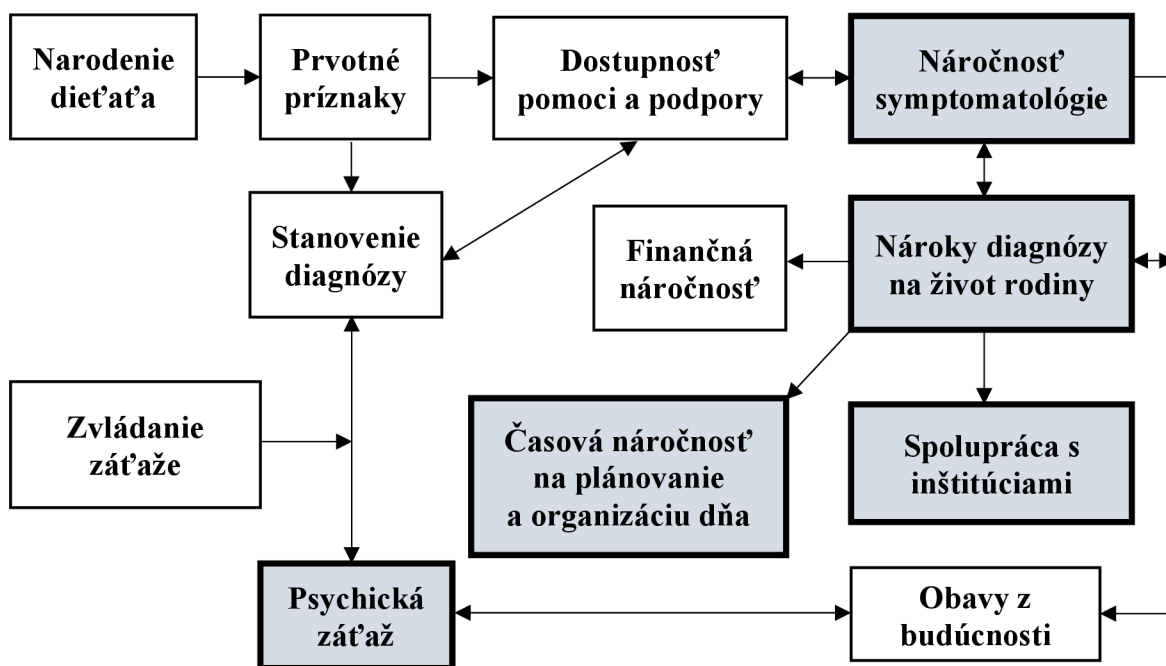 Narodenie
dieťaťa
Prvotné
príznaky
Dostupnosť
pomoci a podpory
Náročnosť
symptomatológie
Stanovenie
diagnózy
Finančná
náročnosť
Nároky diagnózy
na život rodiny
Zvládanie
záťaže
Časová náročnosť
na plánovanie
a organizáciu dňa
Spolupráca s
inštitúciami
Psychická
záťaž
Obavy z
budúcnosti